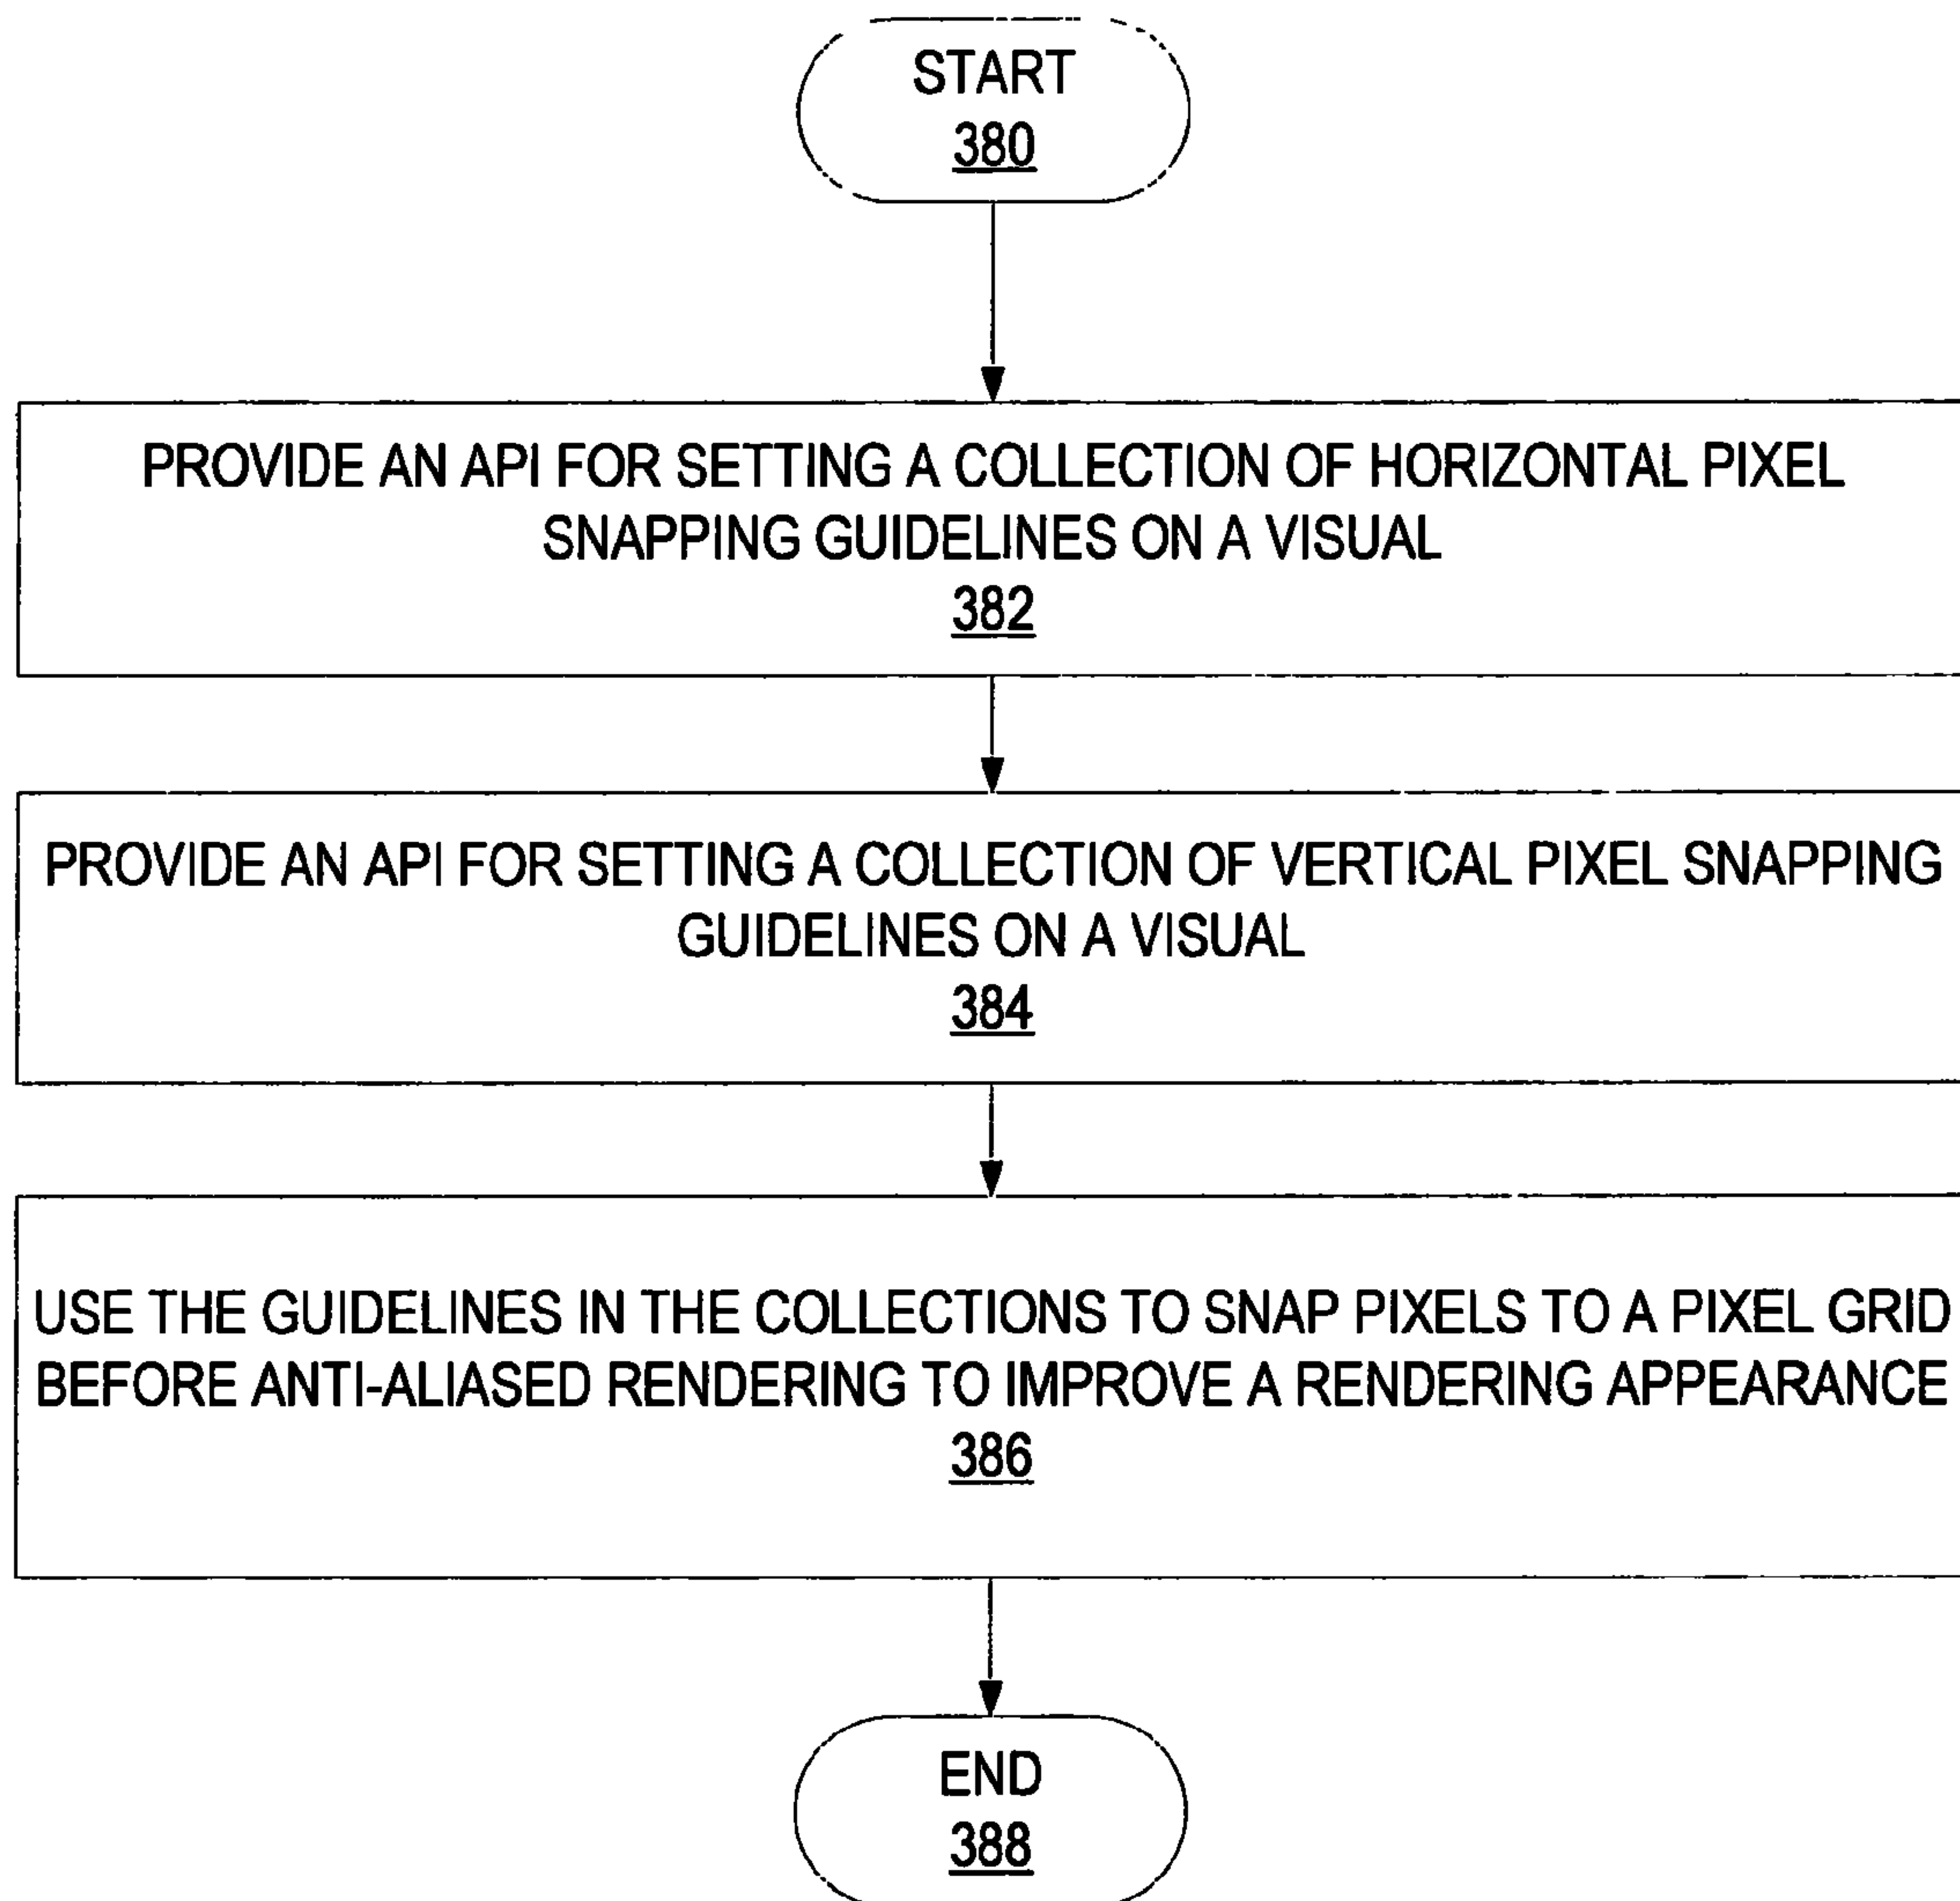 START
380
PROVIDE AN API FOR SETTING A COLLECTION OF HORIZONTAL PIXEL
SNAPPING GUIDELINES ON A VISUAL
382
PROVIDE AN API FOR SETTING A COLLECTION OF VERTICAL PIXEL SNAPPING
GUIDELINES ON A VISUAL
384
USE THE GUIDELINES IN THE COLLECTIONS TO SNAP PIXELS TO A PIXEL GRID
BEFORE ANTI-ALIASED RENDERING TO IMPROVE A RENDERING APPEARANCE
386
END
388